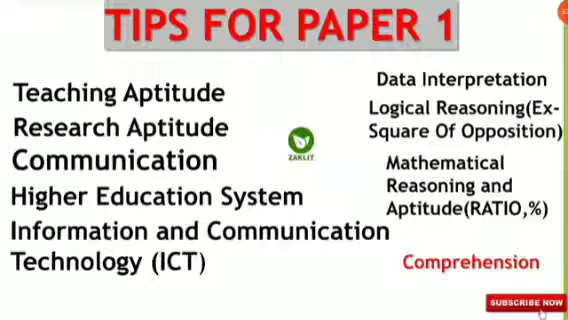 TIPS FOR PAPER 1
Teaching Aptitude
Research Aptitude
Communication
Higher Education System
Information and Communication
Technology (ICT)
Data Interpretation
Logical Reasoning(Ex-
Square Of Opposition)
Mathematical
Reasoning and
Aptitude(RATIO,%)
Comprehension
ZAKLIT
SUBSCRIBE NOW